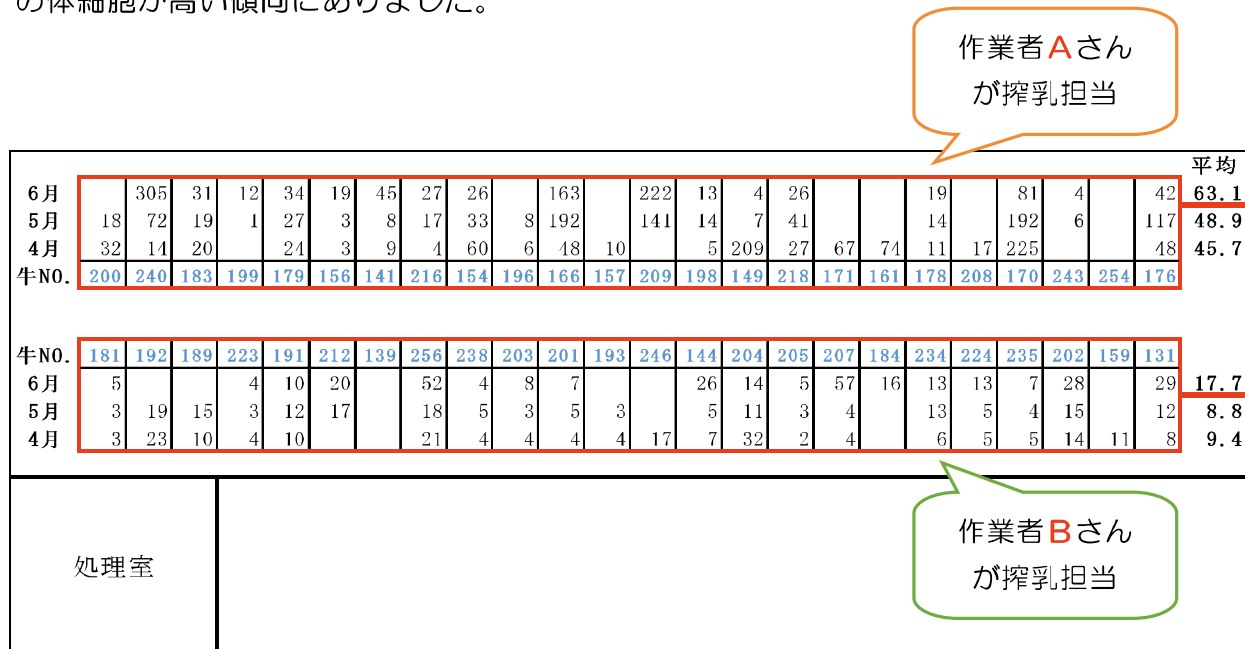 の体細胞が高い傾向にありました。
作業者Aさん
が搾乳担当
平均
6月 305 31 12 34 19 45 27 26 163 222 13 4 26 19 81 4 42 63.1
5月 18 72 19 1 27 3 8 17 33 8 192 141 14 7 41 14 192 6 117 48.9
4月 32 14 20 24 3 9 4 60 6 48 10 5 209 27 67 74 11 17 225 48 45.7
牛NO. 200 240 183 199 179 156 141 216 154 196 166 157 209 198 149 218 171 161 178 208 170 243 254 176
牛NO. 181 192 189 223 191 212 139 256 238 203 201 193 246 144 204 205 207 184 234 224 235 202 159 131
6月 5 4 10 20 52 4 8 7 26 14 5 57 16 13 13 7 28 29 17.7
5月 3 19 15 3 12 17 18 5 3 5 3 5 11 3 4 13 5 4 15 12 8.8
4月 3 23 10 4 10 21 4 4 4 4 17 7 32 2 4 6 5 5 14 11 8 9.4
作業者Bさん
が搾乳担当
処理室